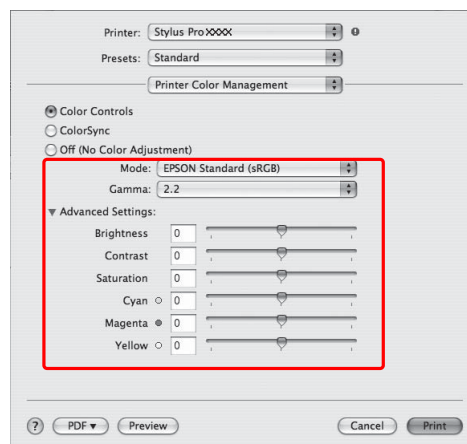 Printer: Stylus Pro XXXX
Presets: Standard
Printer Color Management
Color Controls
ColorSync
Off (No Color Adjustment)
Mode: EPSON Standard (sRGB)
Gamma: 2.2
Advanced Settings:
Brightness 0
Contrast 0
Saturation 0
Cyan 0
Magenta 0
Yellow 0
? PDF Preview Cancel Print